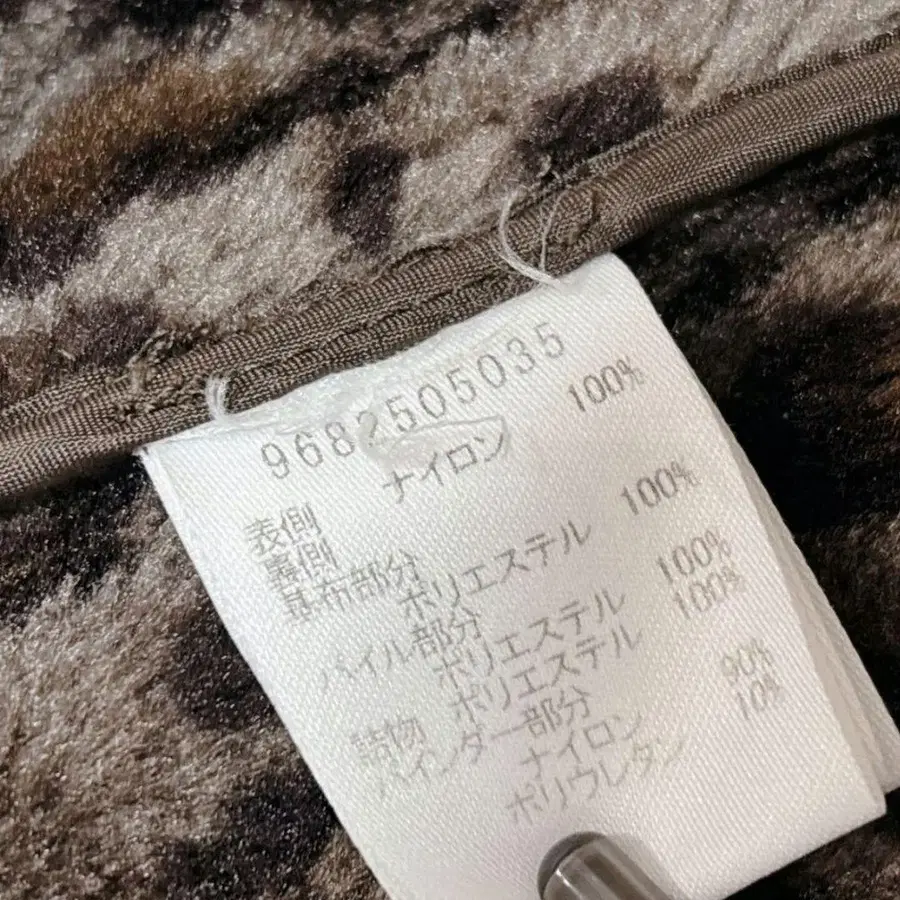 9682505035
表側
ナイロン 100%
裏側
基布部分
ポリエステル 100%
パイル部分
ポリエステル 100%
詰物 ポリエステル 100%
バインダー部分
ナイロン 90%
ポリウレタン 10%